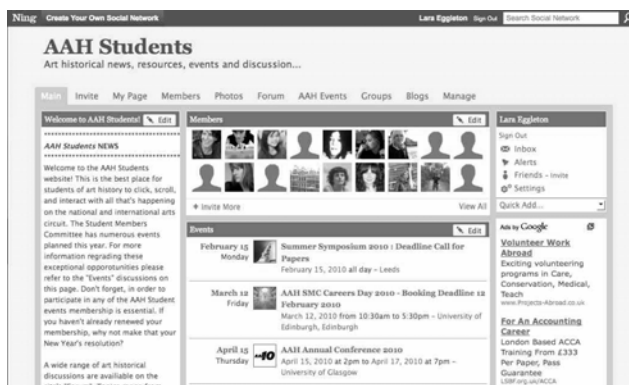 Ning Create Your Own Social Network
Lara Eggleton Sign Out Search Social Network
AAH Students
Art historical news, resources, events and discussion...
Main Invite My Page Members Photos Forum AAH Events Groups Blogs Manage
Welcome to AAH Students! Edit
AAH Students NEWS
Welcome to the AAH Students
website! This is the best place for
students of art history to click, scroll,
and interact with all that's happening
on the national and international arts
circuit. The Student Members
Committee has numerous events
planned this year. For more
information regrading these
exceptional opportunities please
refer to the "Events" discussions on
this page. Don't forget, in order to
participate in any of the AAH Student
events membership is essential. If
you haven't already renewed your
membership, why not make that your
New Year's resolution?
A wide range of art historical
discussions are available on the
Members Edit
+ Invite More View All
Events Edit
February 15
Monday
Summer Symposium 2010 : Deadline Call for
Papers
February 15, 2010 all day – Leeds
March 12
Friday
AAH SMC Careers Day 2010 - Booking Deadline 12
February 2010
March 12, 2010 from 10:30am to 5:30pm – University of
Edinburgh, Edinburgh
April 15
Thursday
10
AAH Annual Conference 2010
April 15, 2010 at 2pm to April 17, 2010 at 7pm –
University of Glasgow
Lara Eggleton
Sign Out
Inbox
Alerts
Friends – Invite
Settings
Quick Add...
Ads by Google
Volunteer Work
Abroad
Exciting volunteering
programs in Care,
Conservation, Medical,
Teach
www.Projects-Abroad.co.uk
For An Accounting
Career
London Based ACCA
Training From £333
Per Paper, Pass
Guarantee
LSBF.org.uk/ACCA